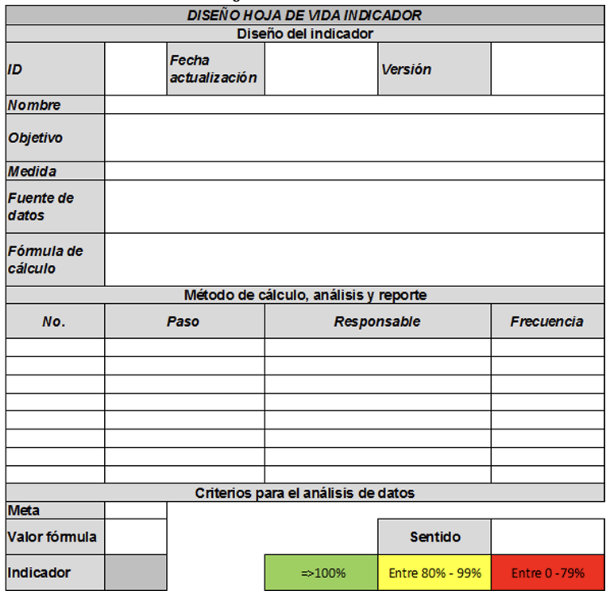 DISEÑO HOJA DE VIDA INDICADOR
Diseño del indicador
ID
Fecha
actualización
Versión
Nombre
Objetivo
Medida
Fuente de
datos
Fórmula de
cálculo
Método de cálculo, análisis y reporte
No. Paso Responsable Frecuencia
Criterios para el análisis de datos
Meta
Valor fórmula Sentido
Indicador =>100% Entre 80% - 99% Entre 0 -79%